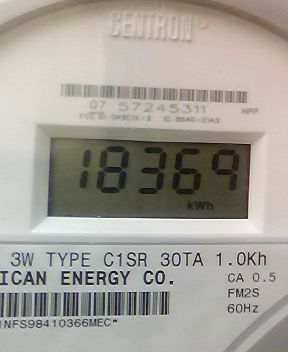 CENTRON
07 57245311 HPP
18369
kWh
3W TYPE C1SR 30TA 1.0Kh
ICAN ENERGY CO.
CA 0.5
FM2S
60Hz
NFS98410366MEC*